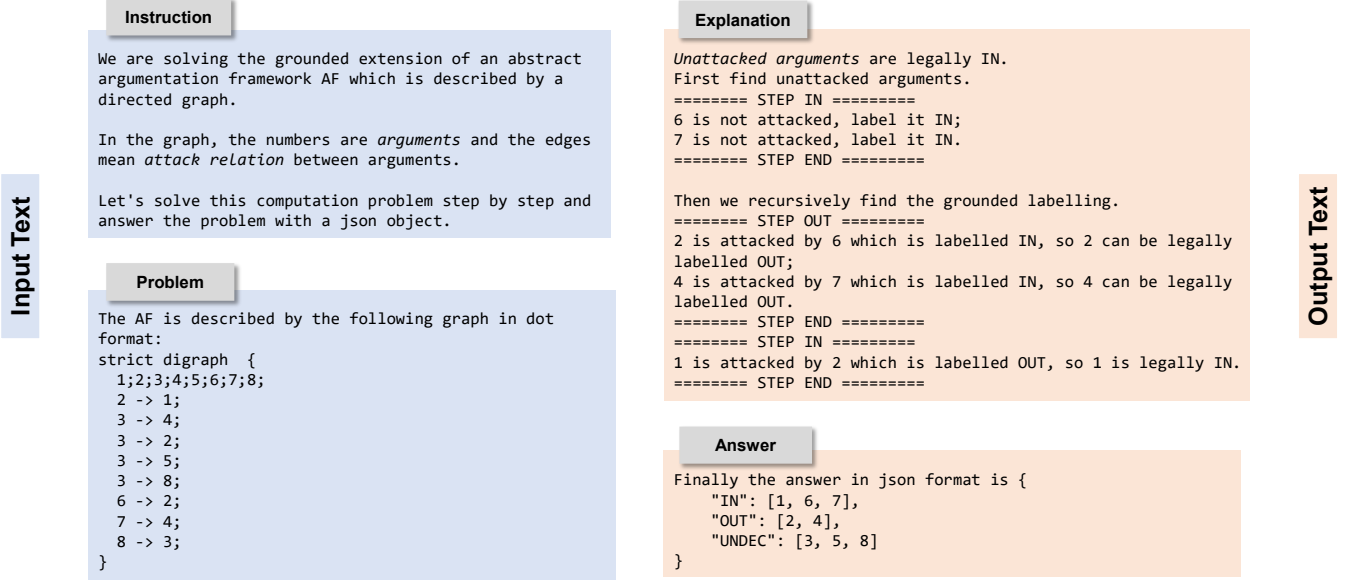 Input Text
Instruction
We are solving the grounded extension of an abstract
argumentation framework AF which is described by a
directed graph.
In the graph, the numbers are arguments and the edges
mean attack relation between arguments.
Let's solve this computation problem step by step and
answer the problem with a json object.
Problem
The AF is described by the following graph in dot
format:
strict digraph  {
  1;2;3;4;5;6;7;8;
  2 -> 1;
  3 -> 4;
  3 -> 2;
  3 -> 5;
  3 -> 8;
  6 -> 2;
  7 -> 4;
  8 -> 3;
}
Explanation
Unattacked arguments are legally IN.
First find unattacked arguments.
======== STEP IN =========
6 is not attacked, label it IN;
7 is not attacked, label it IN.
======== STEP END =========
Then we recursively find the grounded labelling.
======== STEP OUT =========
2 is attacked by 6 which is labelled IN, so 2 can be legally
labelled OUT;
4 is attacked by 7 which is labelled IN, so 4 can be legally
labelled OUT.
======== STEP END =========
======== STEP IN =========
1 is attacked by 2 which is labelled OUT, so 1 is legally IN.
======== STEP END =========
Answer
Finally the answer in json format is {
    "IN": [1, 6, 7],
    "OUT": [2, 4],
    "UNDEC": [3, 5, 8]
}
Output Text